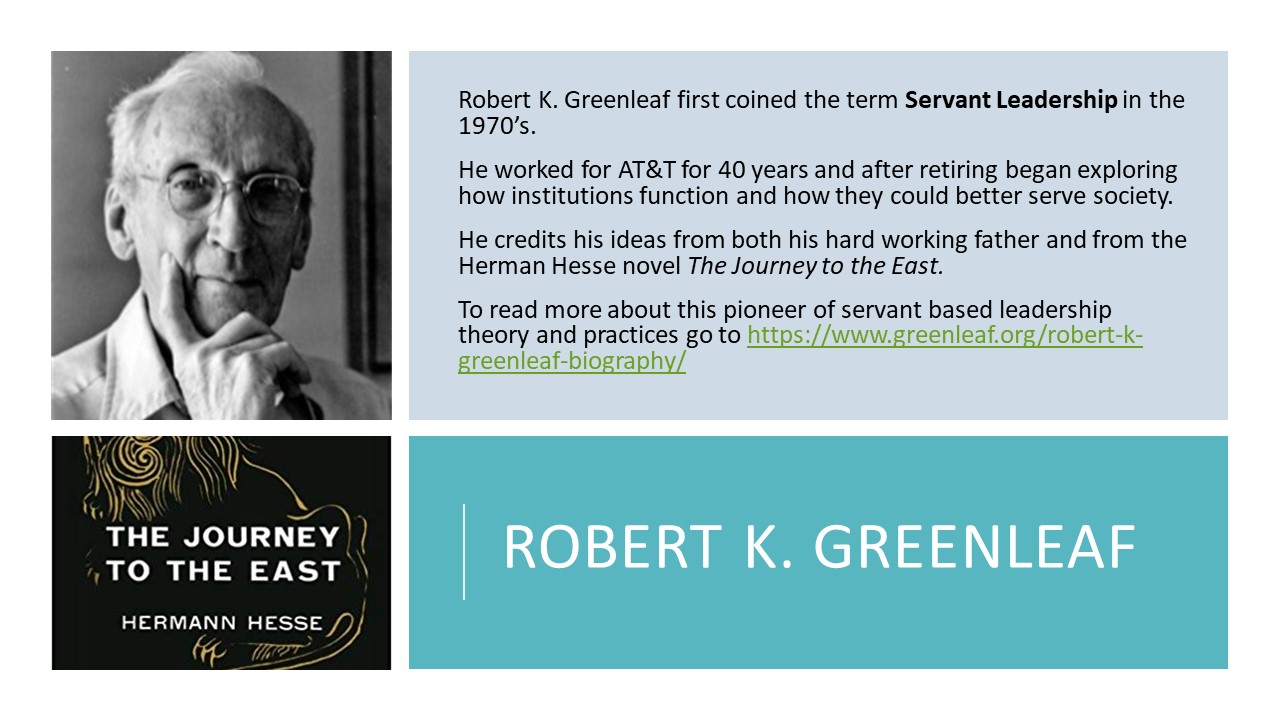 Robert K. Greenleaf first coined the term Servant Leadership in the
1970’s.
He worked for AT&T for 40 years and after retiring began exploring
how institutions function and how they could better serve society.
He credits his ideas from both his hard working father and from the
Herman Hesse novel The Journey to the East.
To read more about this pioneer of servant based leadership
theory and practices go to https://www.greenleaf.org/robert-k-
greenleaf-biography/
THE JOURNEY
TO THE EAST
HERMANN HESSE
ROBERT K. GREENLEAF